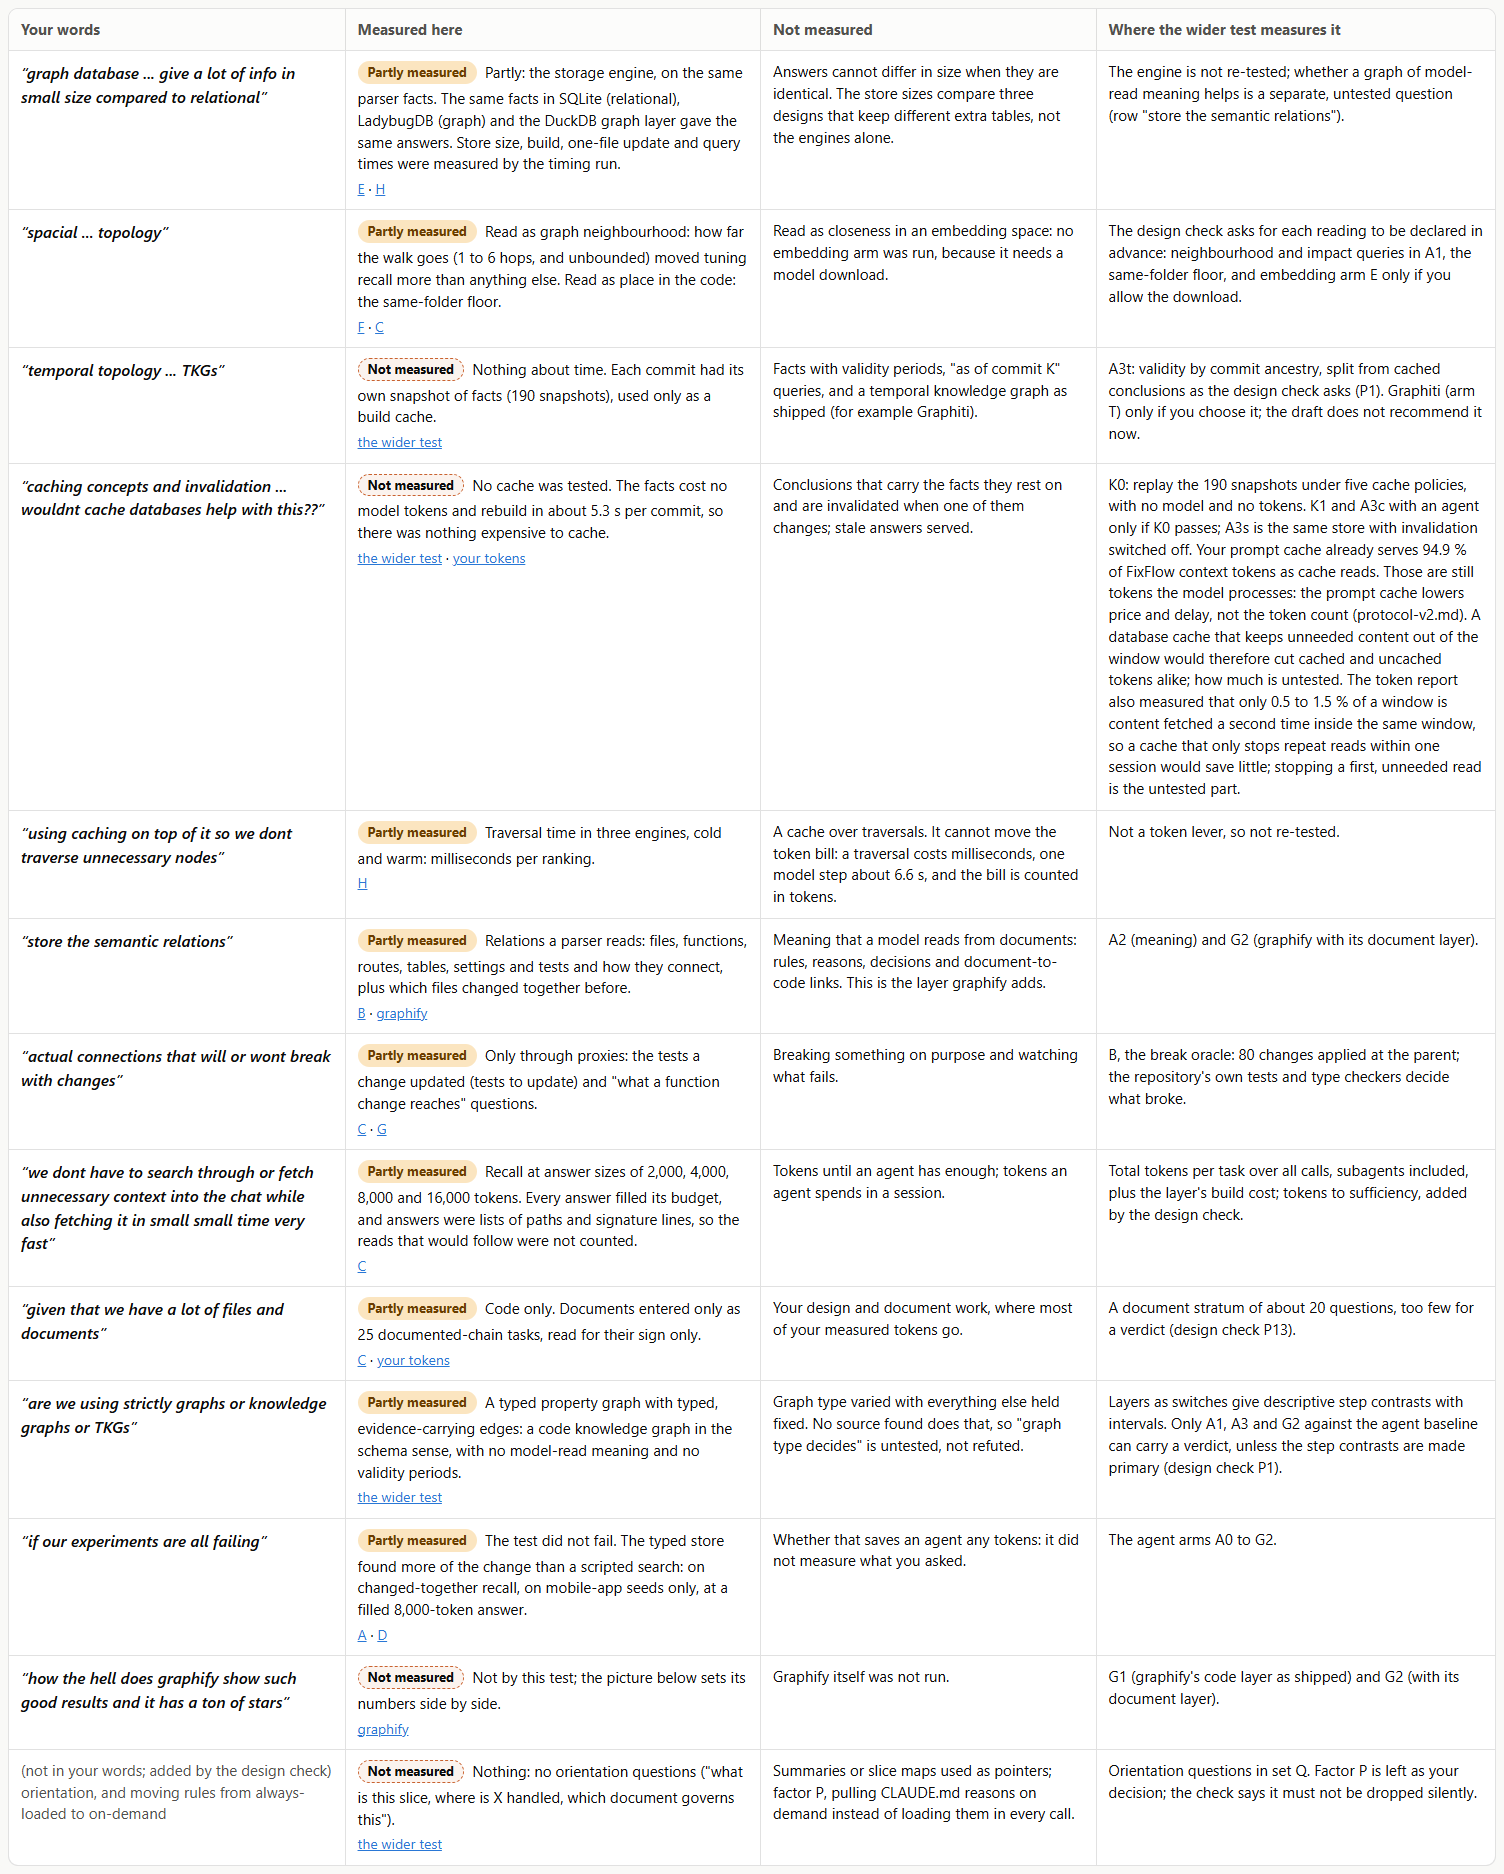 Your words
Measured here
Not measured
Where the wider test measures it
“graph database ... give a lot of info in
small size compared to relational”
Partly measured Partly: the storage engine, on the same
parser facts. The same facts in SQLite (relational),
LadybugDB (graph) and the DuckDB graph layer gave the
same answers. Store size, build, one-file update and query
times were measured by the timing run.
E · H
Answers cannot differ in size when they are
identical. The store sizes compare three
designs that keep different extra tables, not
the engines alone.
The engine is not re-tested; whether a graph of model-
read meaning helps is a separate, untested question
(row "store the semantic relations").
“spacial ... topology”
Partly measured Read as graph neighbourhood: how far
the walk goes (1 to 6 hops, and unbounded) moved tuning
recall more than anything else. Read as place in the code:
the same-folder floor.
F · C
Read as closeness in an embedding space: no
embedding arm was run, because it needs a
model download.
The design check asks for each reading to be declared in
advance: neighbourhood and impact queries in A1, the
same-folder floor, and embedding arm E only if you
allow the download.
“temporal topology ... TKGs”
Not measured Nothing about time. Each commit had its
own snapshot of facts (190 snapshots), used only as a
build cache.
the wider test
Facts with validity periods, "as of commit K"
queries, and a temporal knowledge graph as
shipped (for example Graphiti).
A3t: validity by commit ancestry, split from cached
conclusions as the design check asks (P1). Graphiti (arm
T) only if you choose it; the draft does not recommend it
now.
“caching concepts and invalidation ...
wouldnt cache databases help with this??”
Not measured No cache was tested. The facts cost no
model tokens and rebuild in about 5.3 s per commit, so
there was nothing expensive to cache.
the wider test · your tokens
Conclusions that carry the facts they rest on
and are invalidated when one of them
changes; stale answers served.
K0: replay the 190 snapshots under five cache policies,
with no model and no tokens. K1 and A3c with an agent
only if K0 passes; A3s is the same store with invalidation
switched off. Your prompt cache already serves 94.9 %
of FixFlow context tokens as cache reads. Those are still
tokens the model processes: the prompt cache lowers
price and delay, not the token count (protocol-v2.md). A
database cache that keeps unneeded content out of the
window would therefore cut cached and uncached
tokens alike; how much is untested. The token report
also measured that only 0.5 to 1.5 % of a window is
content fetched a second time inside the same window,
so a cache that only stops repeat reads within one
session would save little; stopping a first, unneeded read
is the untested part.
“using caching on top of it so we dont
traverse unnecessary nodes”
Partly measured Traversal time in three engines, cold
and warm: milliseconds per ranking.
H
A cache over traversals. It cannot move the
token bill: a traversal costs milliseconds, one
model step about 6.6 s, and the bill is counted
in tokens.
Not a token lever, so not re-tested.
“store the semantic relations”
Partly measured Relations a parser reads: files, functions,
routes, tables, settings and tests and how they connect,
plus which files changed together before.
B · graphify
Meaning that a model reads from documents:
rules, reasons, decisions and document-to-
code links. This is the layer graphify adds.
A2 (meaning) and G2 (graphify with its document layer).
“actual connections that will or wont break
with changes”
Partly measured Only through proxies: the tests a
change updated (tests to update) and "what a function
change reaches" questions.
C · G
Breaking something on purpose and watching
what fails.
B, the break oracle: 80 changes applied at the parent;
the repository's own tests and type checkers decide
what broke.
“we dont have to search through or fetch
unnecessary context into the chat while
also fetching it in small small time very
fast”
Partly measured Recall at answer sizes of 2,000, 4,000,
8,000 and 16,000 tokens. Every answer filled its budget,
and answers were lists of paths and signature lines, so the
reads that would follow were not counted.
C
Tokens until an agent has enough; tokens an
agent spends in a session.
Total tokens per task over all calls, subagents included,
plus the layer's build cost; tokens to sufficiency, added
by the design check.
“given that we have a lot of files and
documents”
Partly measured Code only. Documents entered only as
25 documented-chain tasks, read for their sign only.
C · your tokens
Your design and document work, where most
of your measured tokens go.
A document stratum of about 20 questions, too few for
a verdict (design check P13).
“are we using strictly graphs or knowledge
graphs or TKGs”
Partly measured A typed property graph with typed,
evidence-carrying edges: a code knowledge graph in the
schema sense, with no model-read meaning and no
validity periods.
the wider test
Graph type varied with everything else held
fixed. No source found does that, so "graph
type decides" is untested, not refuted.
Layers as switches give descriptive step contrasts with
intervals. Only A1, A3 and G2 against the agent baseline
can carry a verdict, unless the step contrasts are made
primary (design check P1).
“if our experiments are all failing”
Partly measured The test did not fail. The typed store
found more of the change than a scripted search: on
changed-together recall, on mobile-app seeds only, at a
filled 8,000-token answer.
A · D
Whether that saves an agent any tokens: it did
not measure what you asked.
The agent arms A0 to G2.
“how the hell does graphify show such
good results and it has a ton of stars”
Not measured Not by this test; the picture below sets its
numbers side by side.
graphify
Graphify itself was not run.
G1 (graphify's code layer as shipped) and G2 (with its
document layer).
(not in your words; added by the design check)
orientation, and moving rules from always-
loaded to on-demand
Not measured Nothing: no orientation questions ("what
is this slice, where is X handled, which document governs
this").
the wider test
Summaries or slice maps used as pointers;
factor P, pulling CLAUDE.md reasons on
demand instead of loading them in every call.
Orientation questions in set Q. Factor P is left as your
decision; the check says it must not be dropped silently.